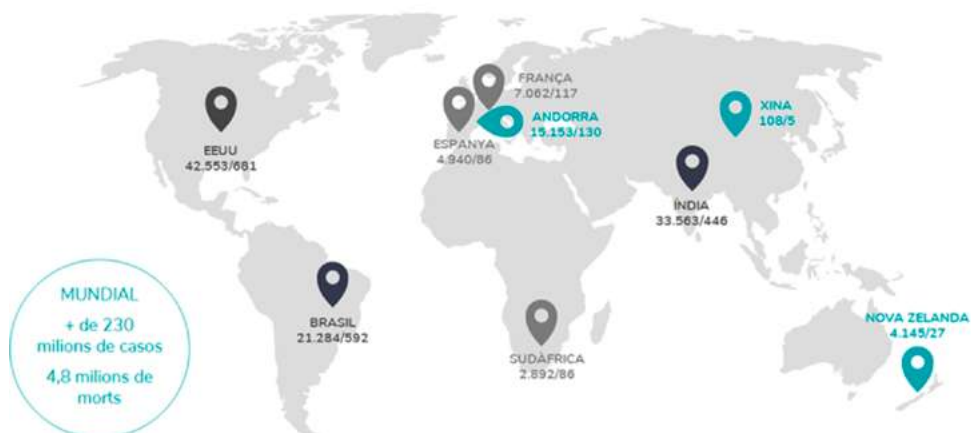 FRANÇA
7.062/117
XINA
108/5
ANDORRA
15.153/130
ESPANYA
4.940/86
EEUU
42.553/681
ÍNDIA
33.563/446
MUNDIAL
+ de 230
milions de casos
4,8 milions de
morts
BRASIL
21.284/592
NOVA ZELANDA
4.145/27
SUDÀFRICA
2.892/86